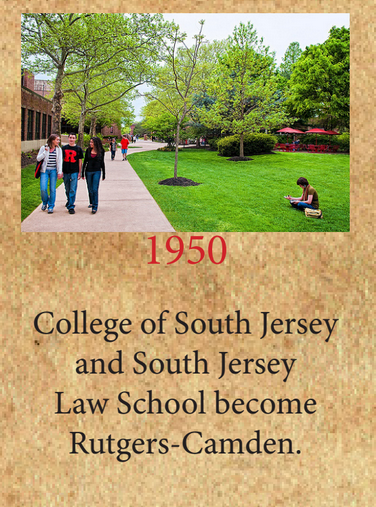 R
1950
College of South Jersey
and South Jersey
Law School become
Rutgers-Camden.